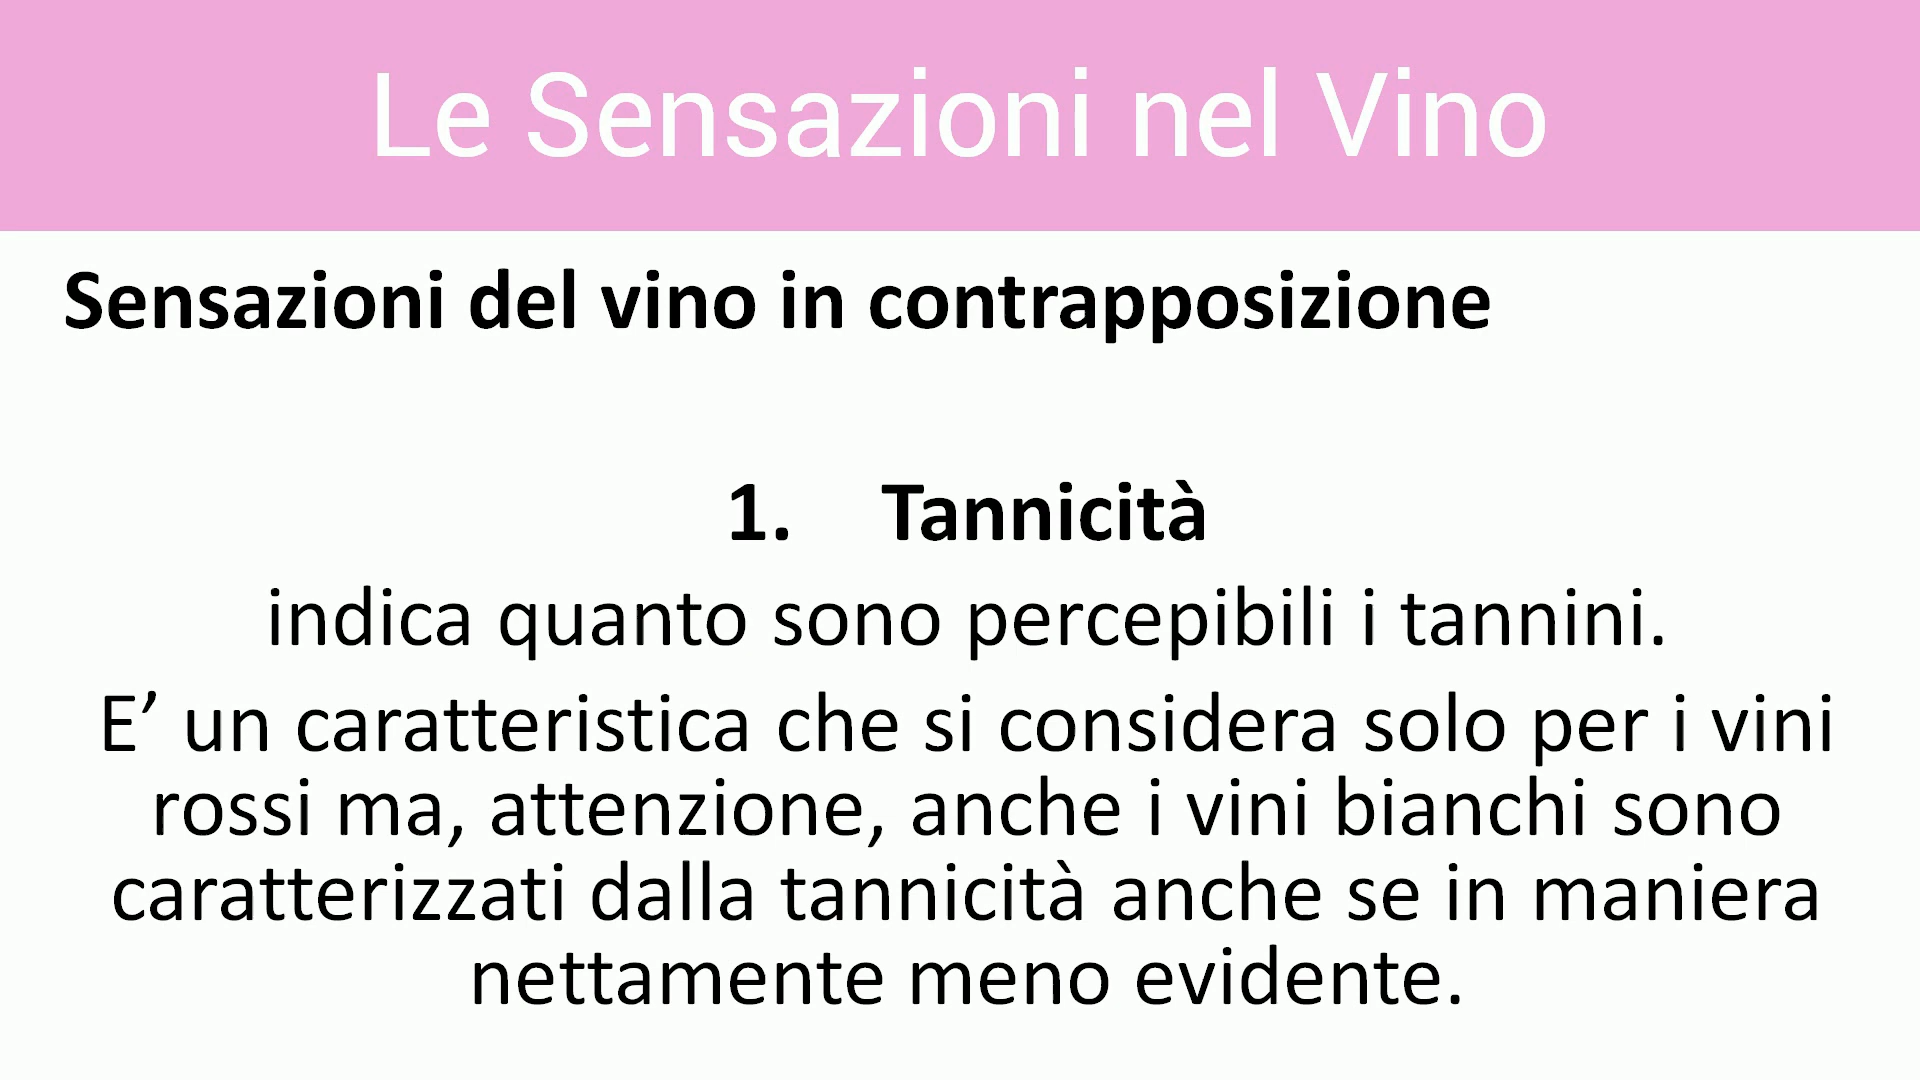 Le Sensazioni nel Vino
Sensazioni del vino in contrapposizione
1. Tannicità
indica quanto sono percepibili i tannini.
E’ un caratteristica che si considera solo per i vini
rossi ma, attenzione, anche i vini bianchi sono
caratterizzati dalla tannicità anche se in maniera
nettamente meno evidente.